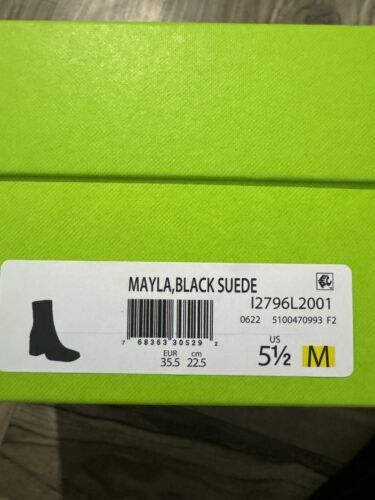 MAYLA,BLACK SUEDE
I2796L2001
0622 5100470993 F2
7 68363 30529 2
EUR cm US
35.5 22.5 5½ M